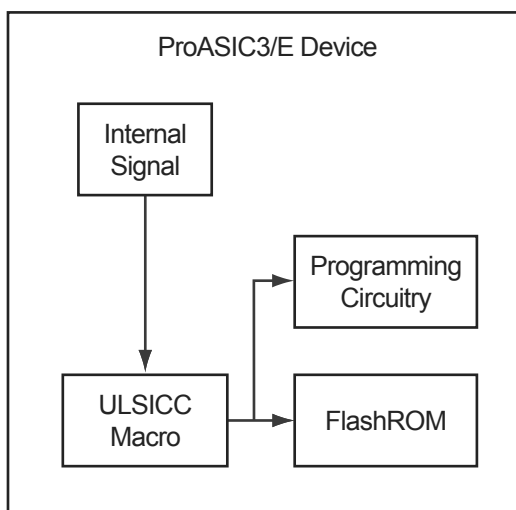 ProASIC3/E Device
Internal
Signal
Programming
Circuitry
ULSICC
Macro
FlashROM